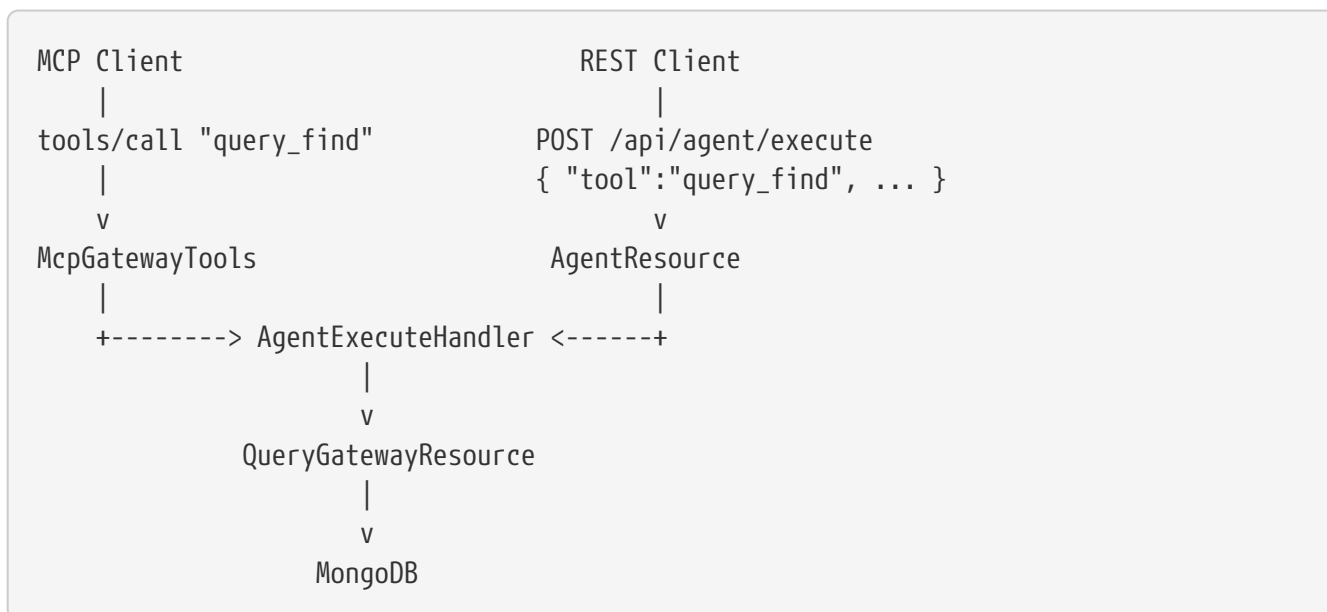 MCP Client                              REST Client
    |                                       |
tools/call "query_find"             POST /api/agent/execute
    |                               { "tool":"query_find", ... }
    v                                       v
McpGatewayTools                      AgentResource
    |                                       |
    +--------> AgentExecuteHandler <------+
                    |
                    v
            QueryGatewayResource
                    |
                    v
                 MongoDB